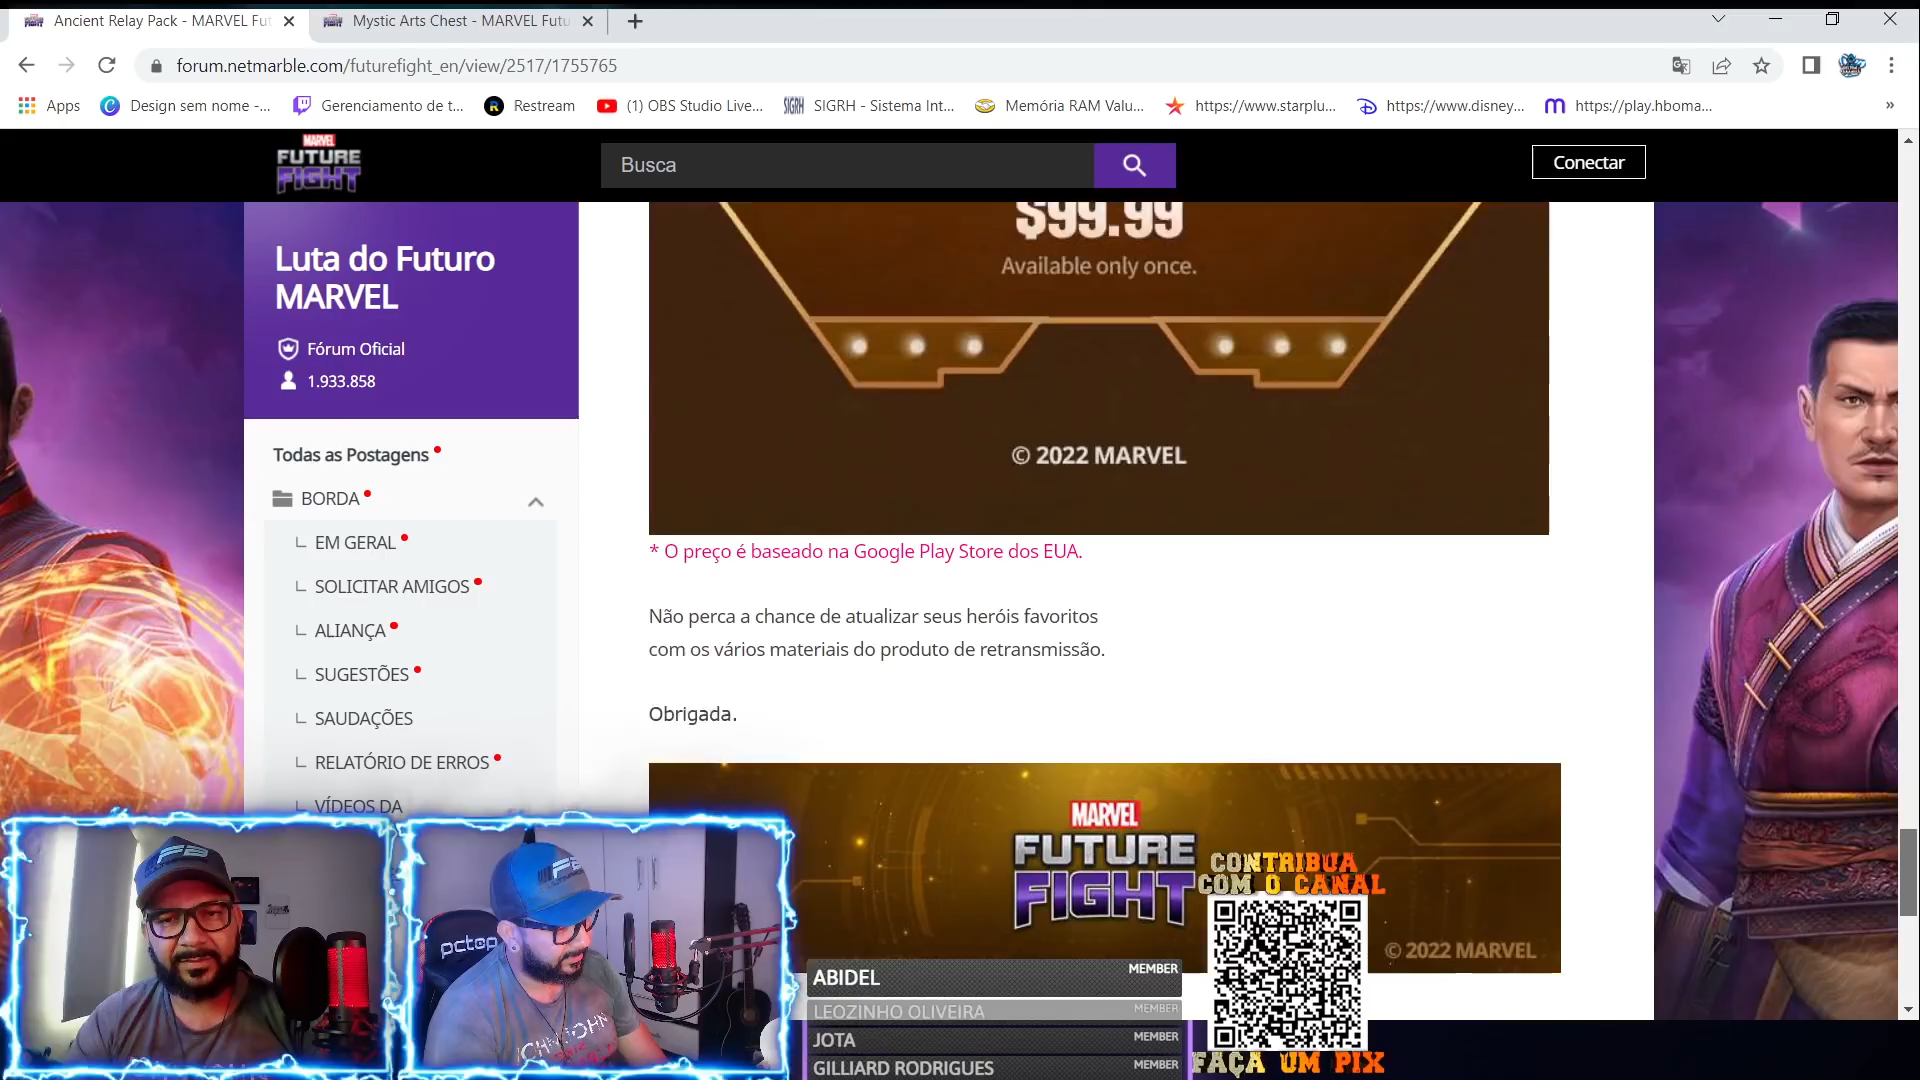 Ancient Relay Pack - MARVEL Fut
Mystic Arts Chest - MARVEL Futu
forum.netmarble.com/futurefight_en/view/2517/1755765
Apps
Design sem nome -...
Gerenciamento de t...
Restream
(1) OBS Studio Live...
SIGRH - Sistema Int...
Memória RAM Valu...
https://www.starplu...
https://www.disney...
https://play.hboma...
»
MARVEL
FUTURE
FIGHT
Busca
Conectar
Luta do Futuro
MARVEL
Fórum Oficial
1.933.858
Todas as Postagens
BORDA
EM GERAL
SOLICITAR AMIGOS
ALIANÇA
SUGESTÕES
SAUDAÇÕES
RELATÓRIO DE ERROS
VÍDEOS DA
$99.99
Available only once.
© 2022 MARVEL
* O preço é baseado na Google Play Store dos EUA.
Não perca a chance de atualizar seus heróis favoritos
com os vários materiais do produto de retransmissão.
Obrigada.
MARVEL
FUTURE
FIGHT
© 2022 MARVEL
CONTRIBUA
COM O CANAL
FAÇA UM PIX
pctop
ABIDEL MEMBER
LEOZINHO OLIVEIRA MEMBER
JOTA MEMBER
GILLIARD RODRIGUES MEMBER